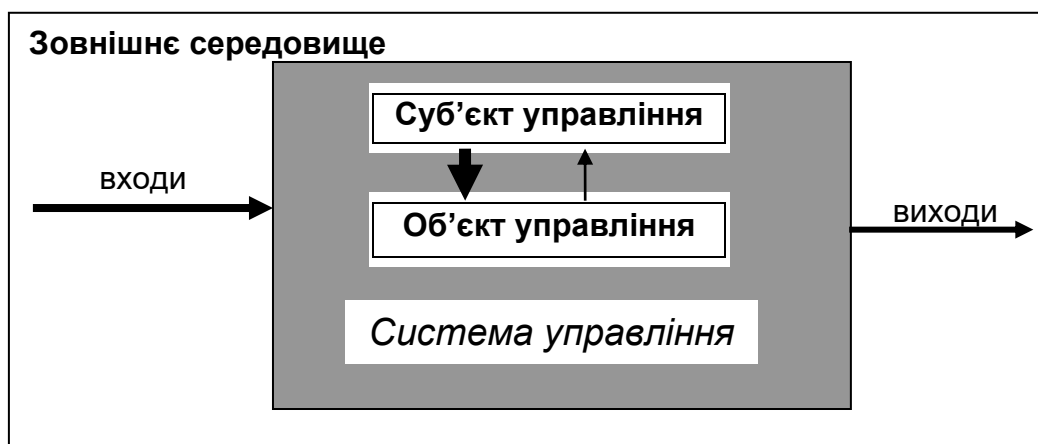 Зовнішнє середовище
Суб’єкт управління
входи
Об’єкт управління
виходи
Система управління